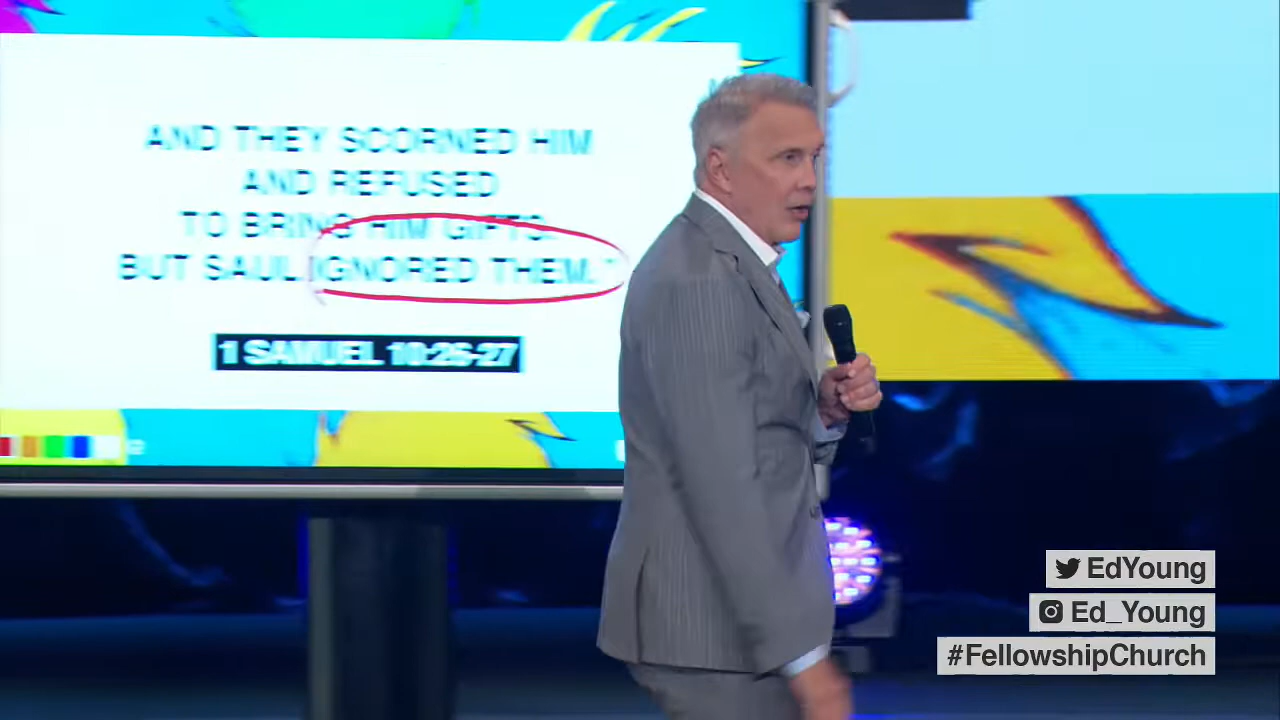 AND THEY SCORNED HIM
AND REFUSED
TO BRING HIM GIFTS.
BUT SAUL IGNORED THEM."
1 SAMUEL 10:26-27
EdYoung
Ed_Young
#FellowshipChurch